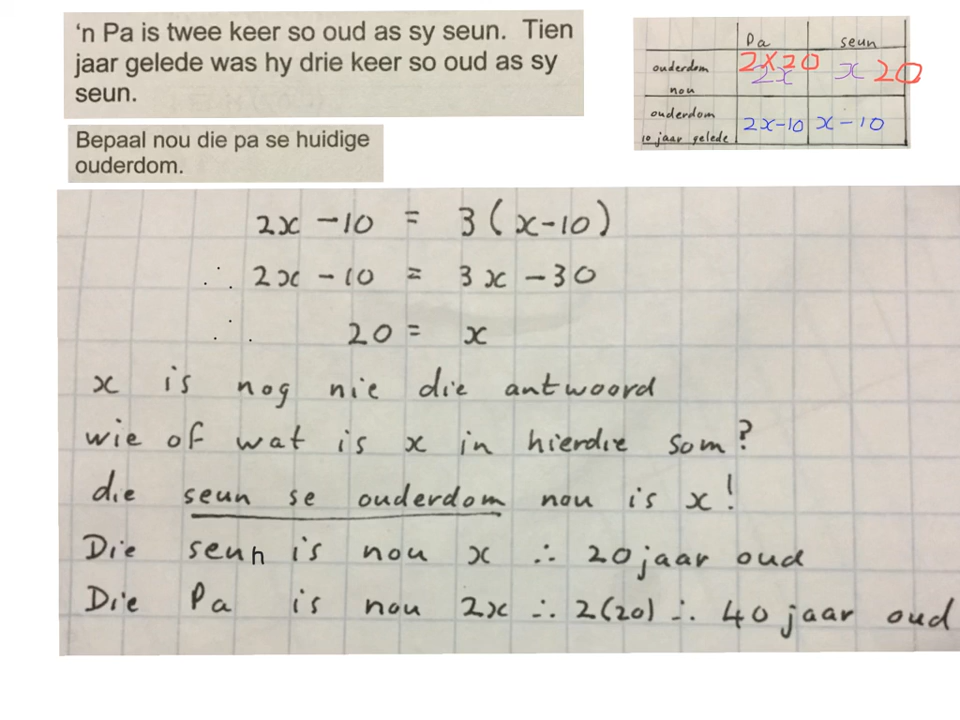 ‘n Pa is twee keer so oud as sy seun. Tien
jaar gelede was hy drie keer so oud as sy
seun.
Bepaal nou die pa se huidige
ouderdom.
Pa seun
ouderdom nou 2x 2×20 x 20
ouderdom 10 jaar gelede 2x-10 x-10
2x - 10 = 3(x-10)
∴ 2x - 10 = 3x - 30
∴ 20 = x
x is nog nie die antwoord
wie of wat is x in hierdie som?
die seun se ouderdom nou is x!
Die seun is nou x ∴ 20 jaar oud
Die Pa is nou 2x ∴ 2(20) ∴ 40 jaar oud